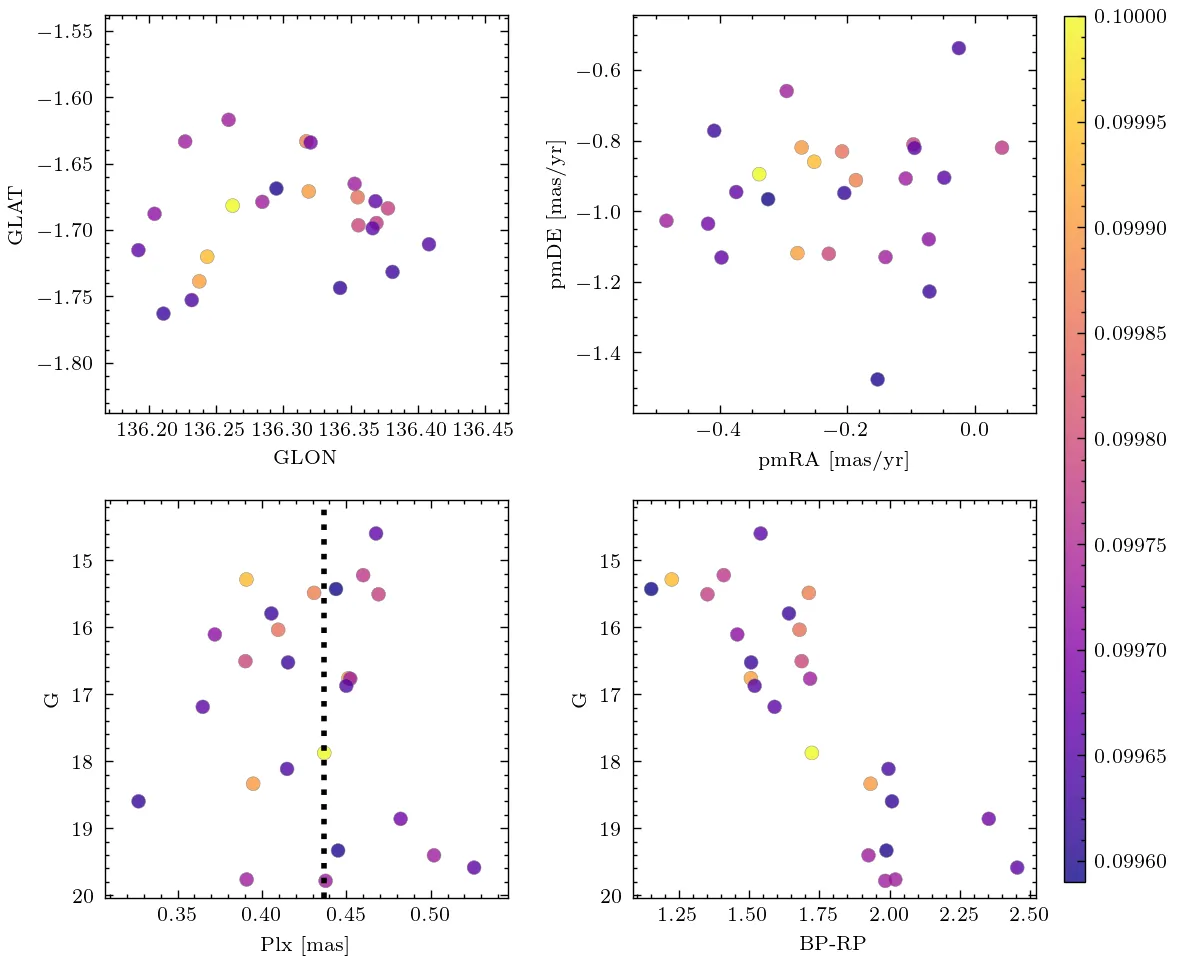 −1.55
−1.60
−1.65
−1.70
−1.75
−1.80
GLAT
136.20 136.25 136.30 136.35 136.40 136.45
GLON
−0.6
−0.8
−1.0
−1.2
−1.4
pmDE [mas/yr]
−0.4 −0.2 0.0
pmRA [mas/yr]
15
16
17
18
19
20
G
0.35 0.40 0.45 0.50
Plx [mas]
15
16
17
18
19
20
G
1.25 1.50 1.75 2.00 2.25 2.50
BP-RP
0.10000
0.09995
0.09990
0.09985
0.09980
0.09975
0.09970
0.09965
0.09960